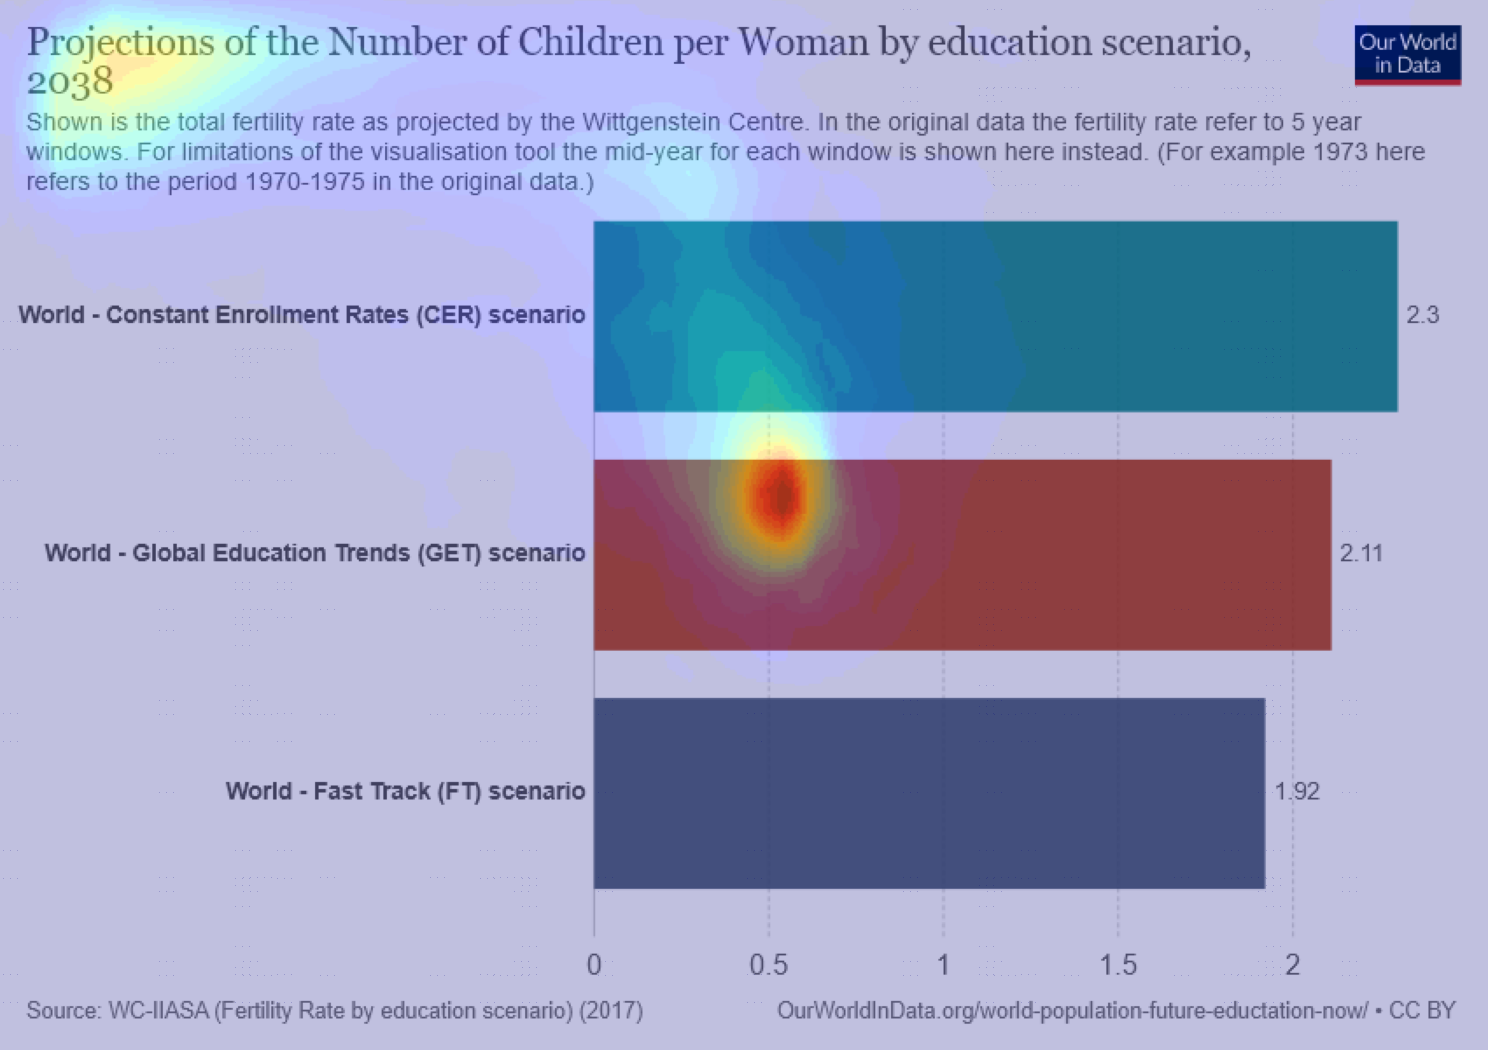 Projections of the Number of Children per Woman by education scenario,
2038
Our World
in Data
Shown is the total fertility rate as projected by the Wittgenstein Centre. In the original data the fertility rate refer to 5 year
windows. For limitations of the visualisation tool the mid-year for each window is shown here instead. (For example 1973 here
refers to the period 1970-1975 in the original data.)
World - Constant Enrollment Rates (CER) scenario
2.3
World - Global Education Trends (GET) scenario
2.11
World - Fast Track (FT) scenario
1.92
0 0.5 1 1.5 2
Source: WC-IIASA (Fertility Rate by education scenario) (2017)
OurWorldInData.org/world-population-future-eductation-now/ • CC BY